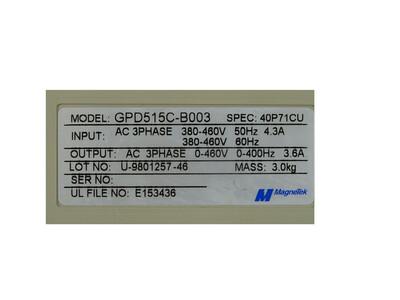 MODEL: GPD515C-B003 SPEC: 40P71CU
INPUT: AC 3PHASE 380-460V 50Hz 4.3A
380-460V 60Hz
OUTPUT: AC 3PHASE 0-460V 0-400Hz 3.6A
LOT NO: U-9801257-46 MASS: 3.0kg
SER NO:
UL FILE NO: E153436
MagneTek